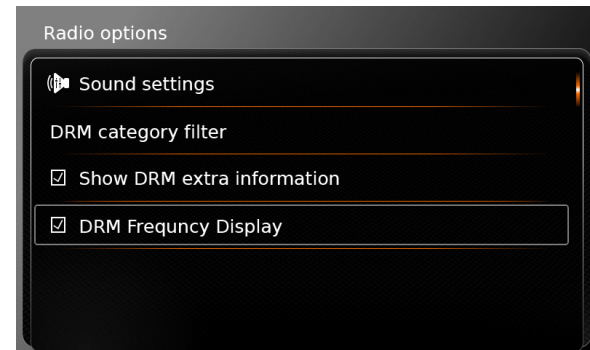 Radio options
Sound settings
DRM category filter
Show DRM extra information
DRM Frequncy Display